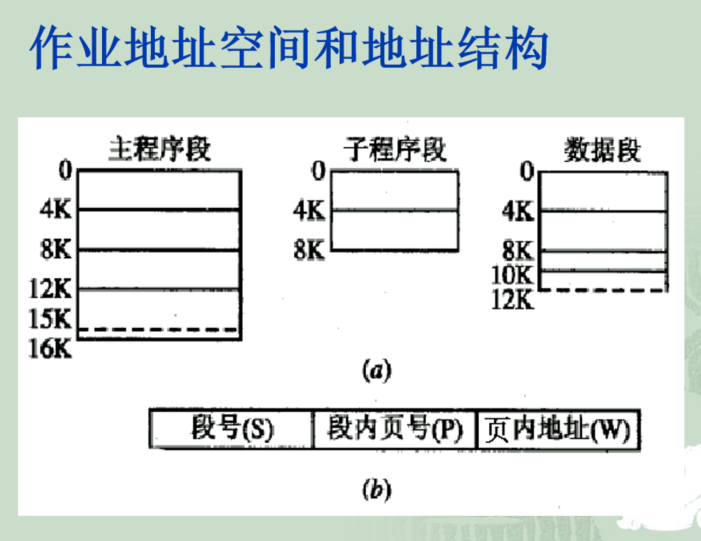 作业地址空间和地址结构
主程序段
0
4K
8K
12K
15K
16K
子程序段
0
4K
8K
数据段
0
4K
8K
10K
12K
(a)
段号(S) 段内页号(P) 页内地址(W)
(b)